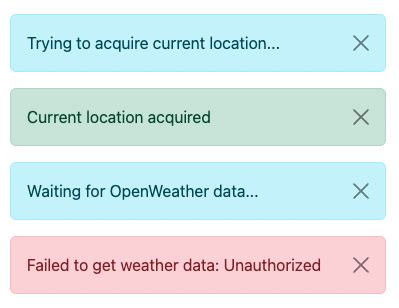 Trying to acquire current location...
Current location acquired
Waiting for OpenWeather data...
Failed to get weather data: Unauthorized